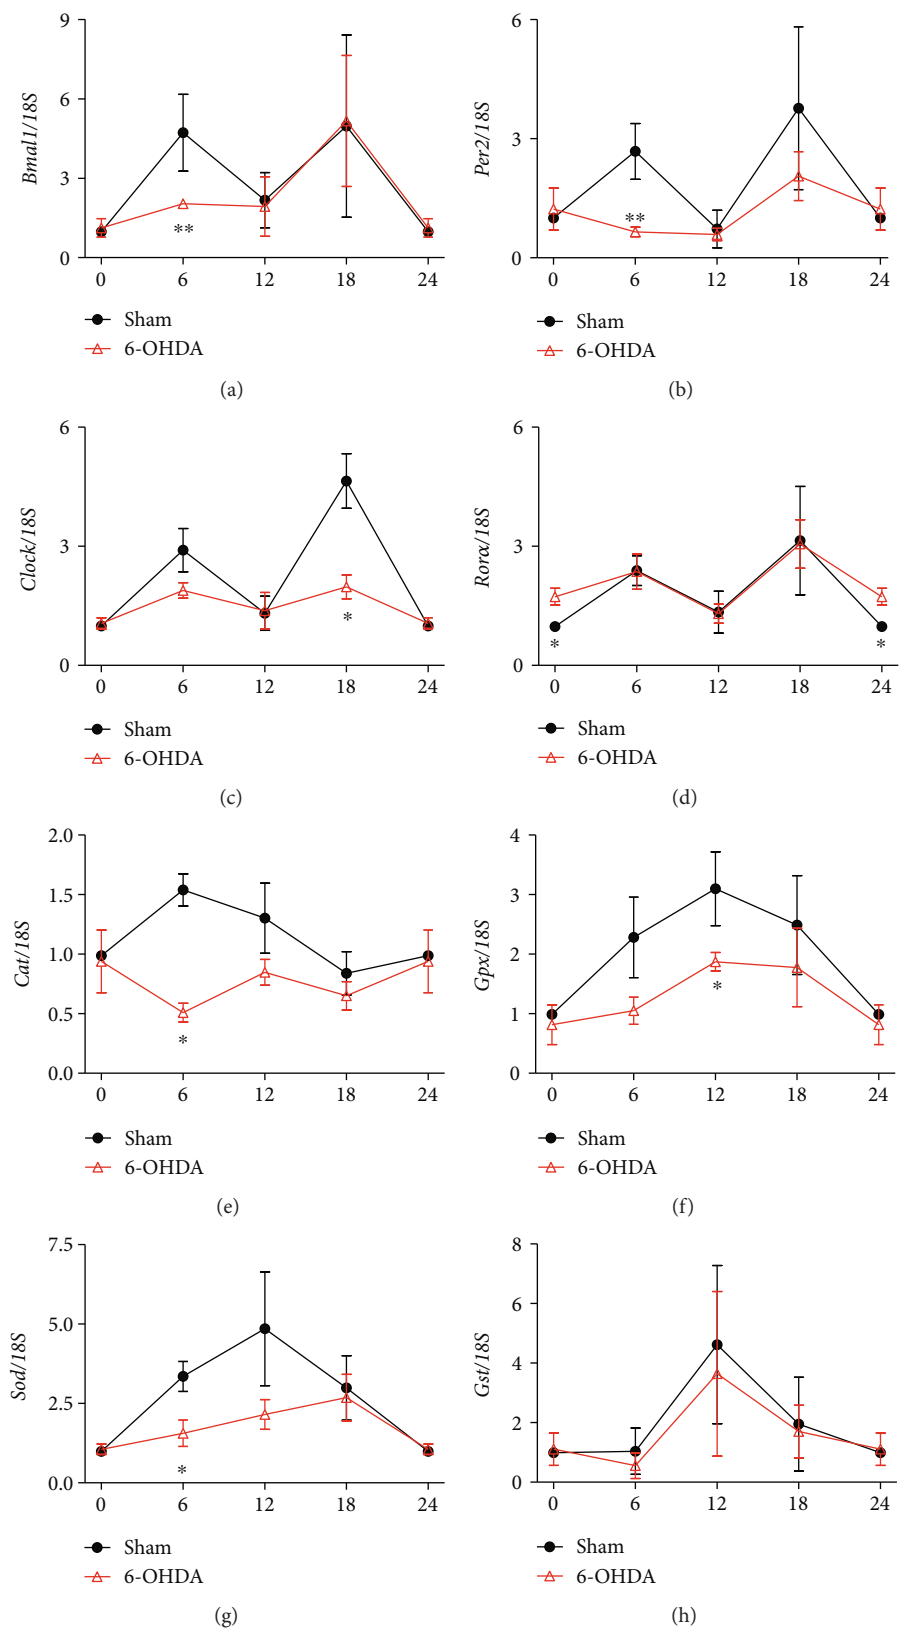 Bmal1/18S
9
6
3
0
**
0 6 12 18 24
Sham
6-OHDA
(a)
Per2/18S
6
3
0
**
0 6 12 18 24
Sham
6-OHDA
(b)
Clock/18S
6
3
0
*
0 6 12 18 24
Sham
6-OHDA
(c)
Rorα/18S
6
3
0
* *
0 6 12 18 24
Sham
6-OHDA
(d)
Cat/18S
2.0
1.5
1.0
0.5
0.0
*
0 6 12 18 24
Sham
6-OHDA
(e)
Gpx/18S
4
3
2
1
0
*
0 6 12 18 24
Sham
6-OHDA
(f)
Sod/18S
7.5
5.0
2.5
0.0
*
0 6 12 18 24
Sham
6-OHDA
(g)
Gst/18S
8
6
4
2
0
0 6 12 18 24
Sham
6-OHDA
(h)